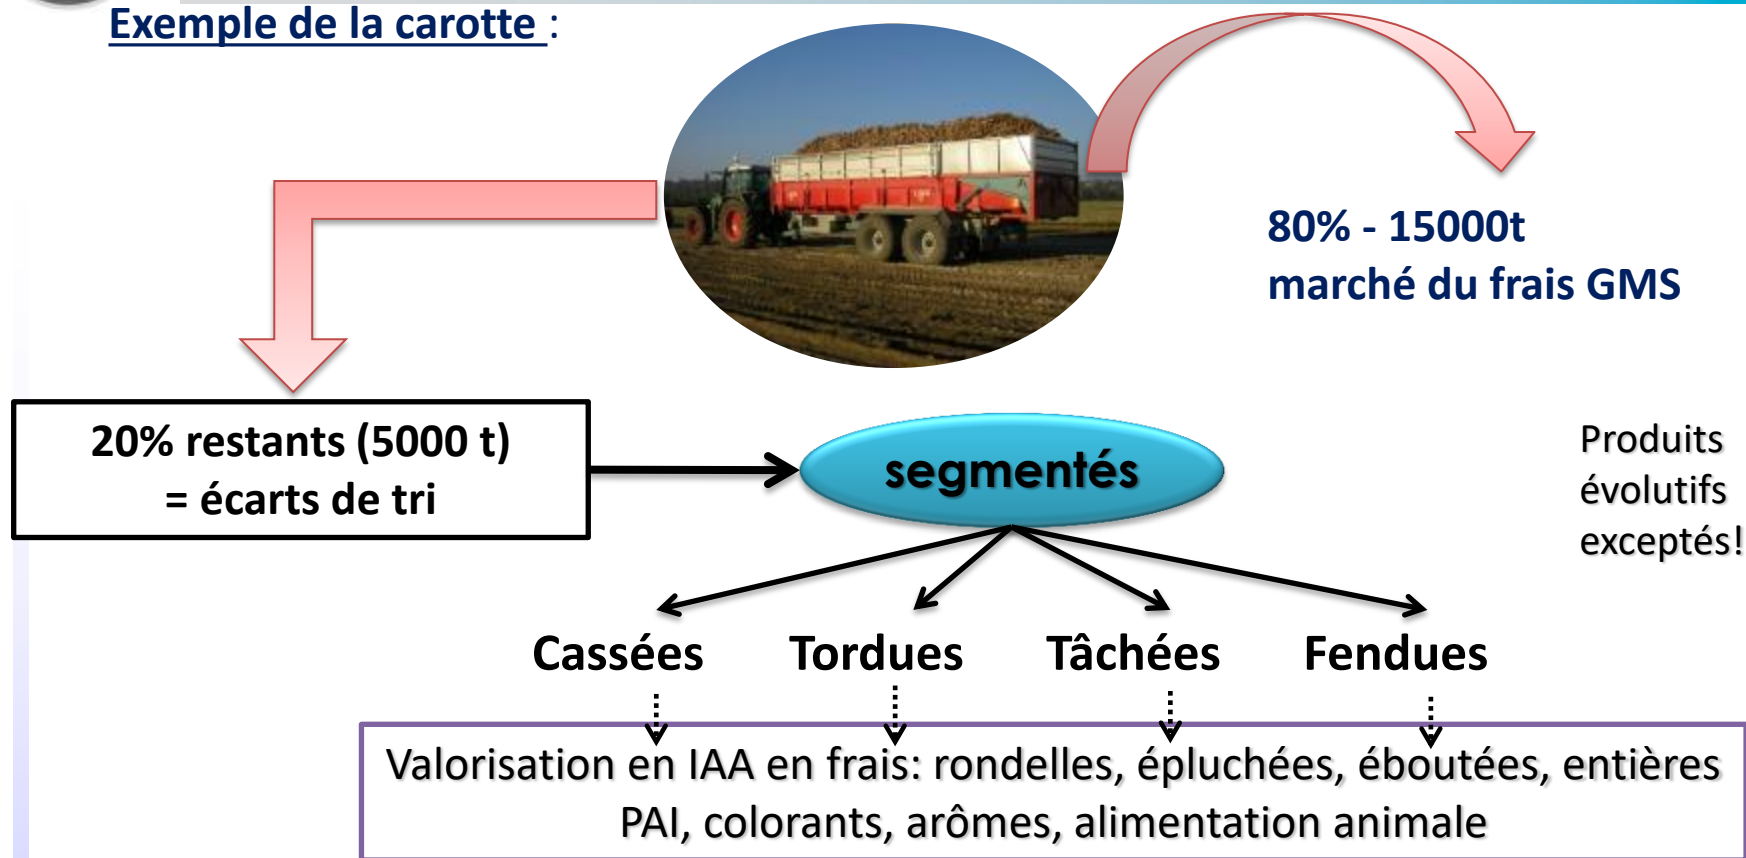 Exemple de la carotte :
80% - 15000t
marché du frais GMS
20% restants (5000 t)
= écarts de tri
segmentés
Produits
évolutifs
exceptés!
Cassées
Tordues
Tâchées
Fendues
Valorisation en IAA en frais: rondelles, épluchées, éboutées, entières
PAI, colorants, arômes, alimentation animale